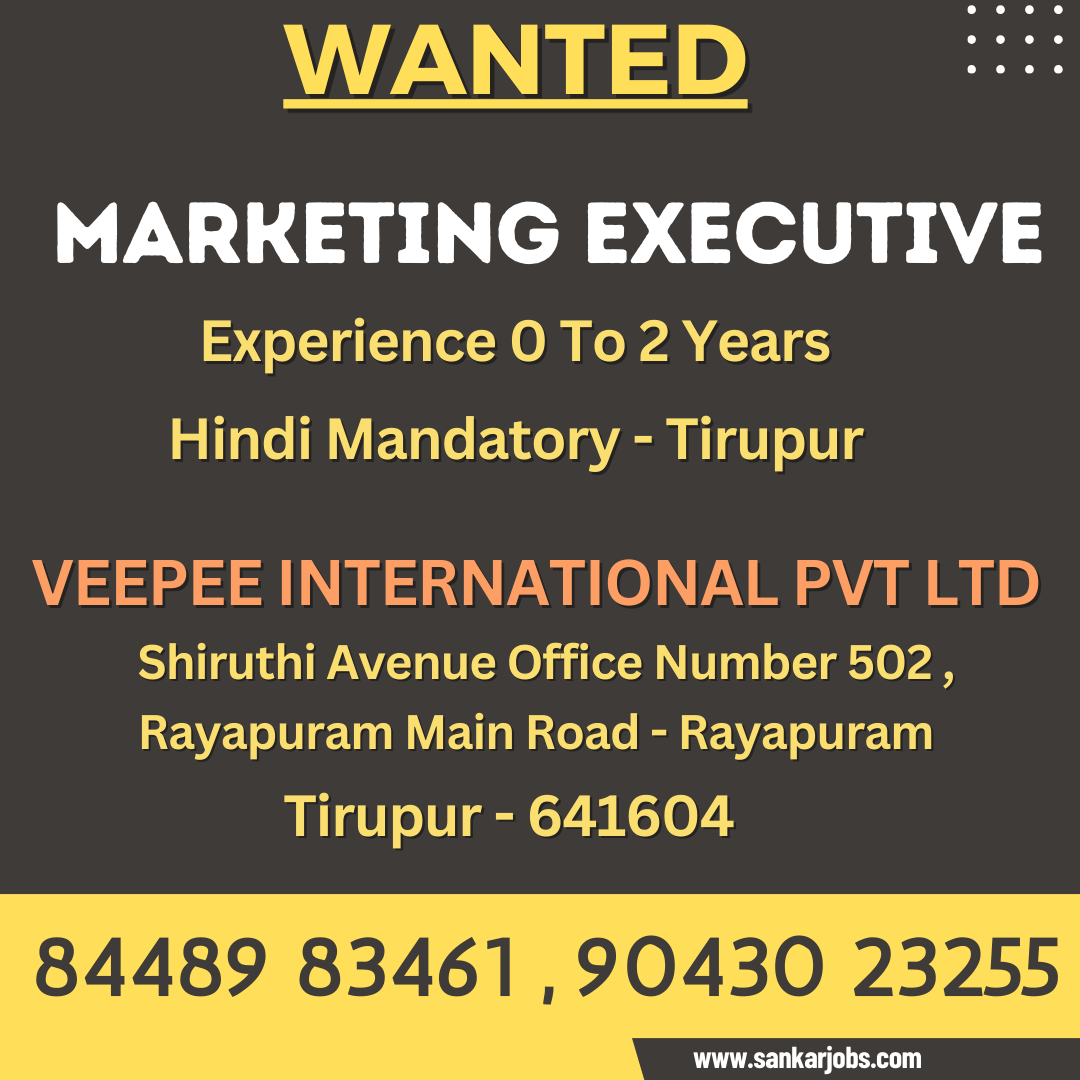 WANTED
MARKETING EXECUTIVE
Experience 0 To 2 Years
Hindi Mandatory - Tirupur
VEEPEE INTERNATIONAL PVT LTD
Shiruthi Avenue Office Number 502 ,
Rayapuram Main Road - Rayapuram
Tirupur - 641604
84489 83461 , 90430 23255
www.sankarjobs.com